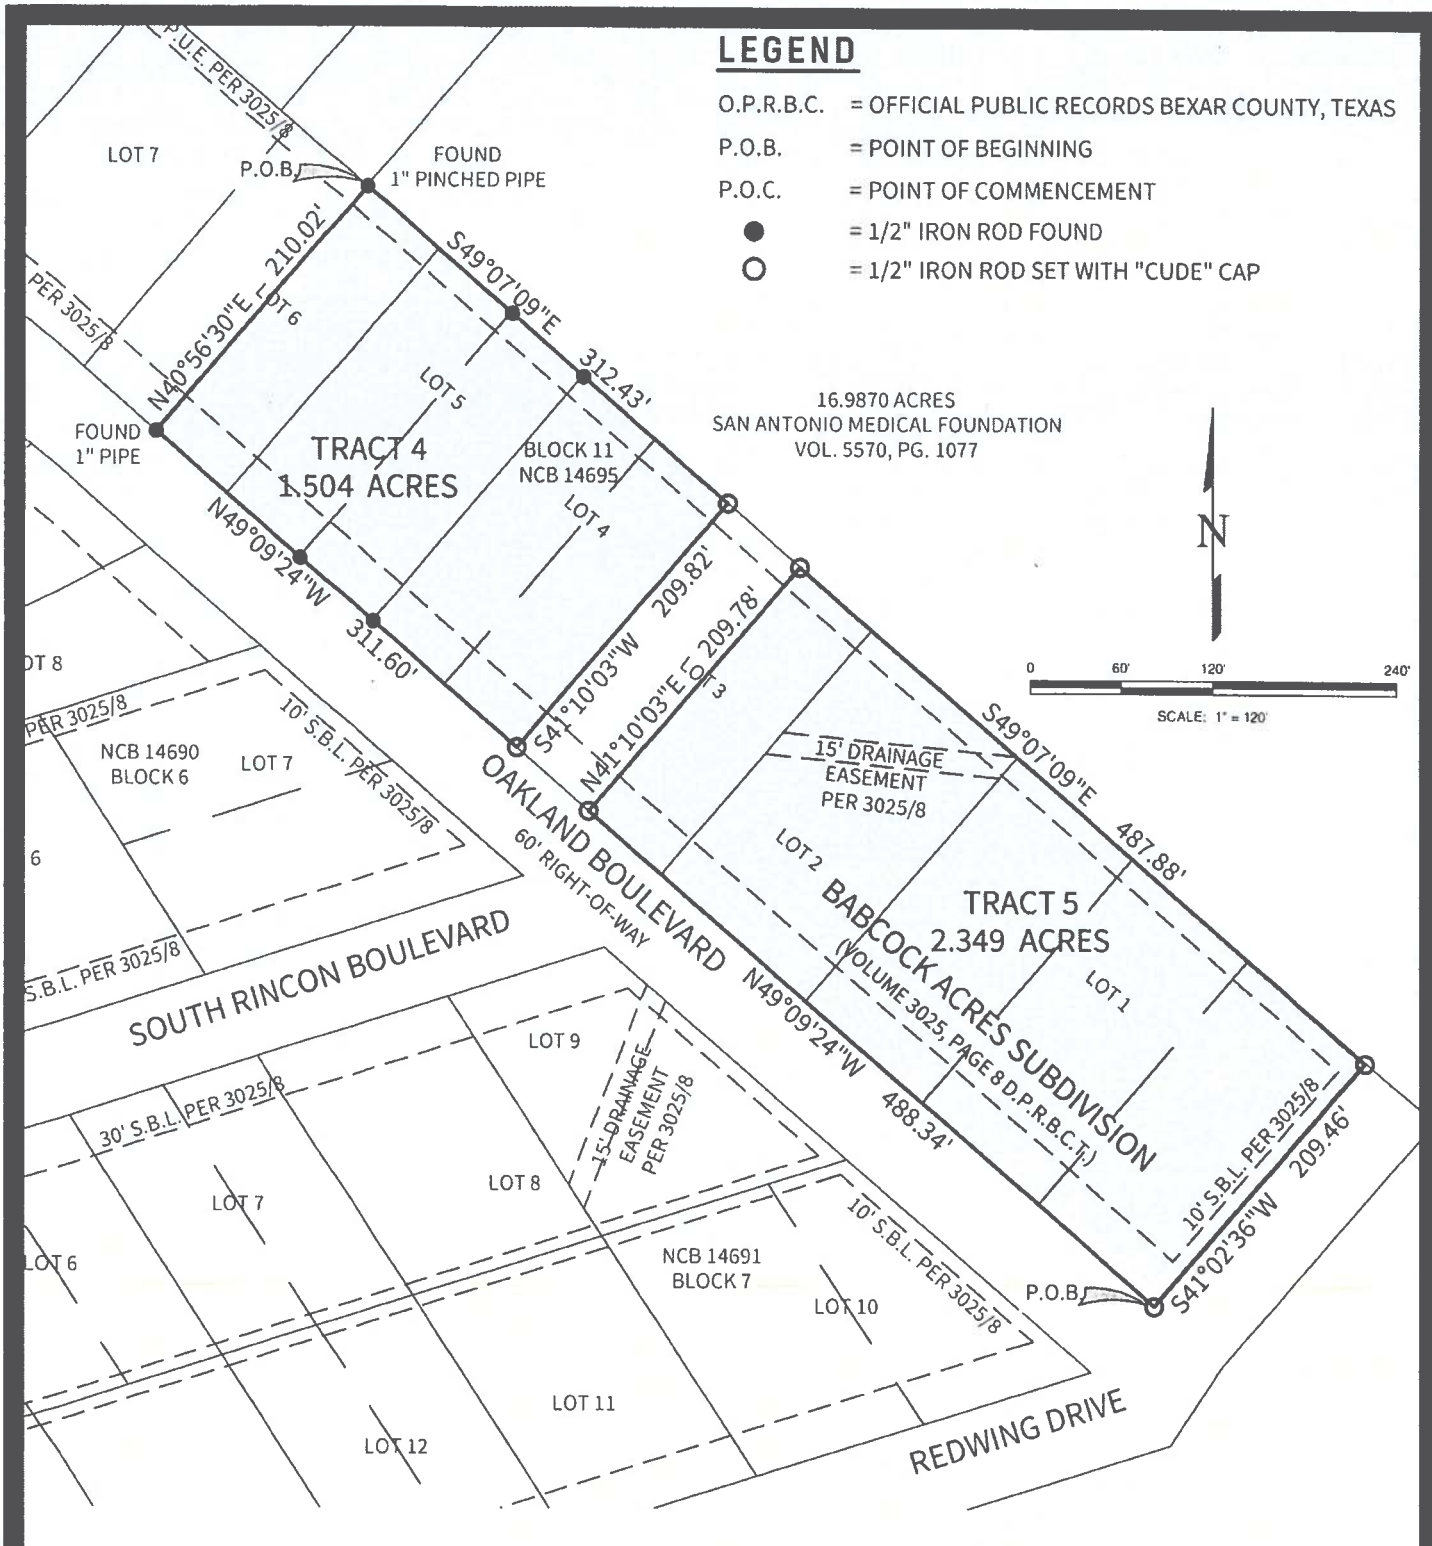 LEGEND
O.P.R.B.C. = OFFICIAL PUBLIC RECORDS BEXAR COUNTY, TEXAS
P.O.B. = POINT OF BEGINNING
P.O.C. = POINT OF COMMENCEMENT
= 1/2" IRON ROD FOUND
= 1/2" IRON ROD SET WITH "CUDE" CAP
P.U.E. PER 3025/8
LOT 7
P.O.B.
FOUND
1" PINCHED PIPE
PER 3025/8
N40°56'30"E 210.02'
LOT 6
S49°07'09"E
312.43'
LOT 5
FOUND
1" PIPE
TRACT 4
1.504 ACRES
BLOCK 11
NCB 14695
LOT 4
16.9870 ACRES
SAN ANTONIO MEDICAL FOUNDATION
VOL. 5570, PG. 1077
N
0 60' 120' 240'
SCALE: 1" = 120'
N49°09'24"W
311.60'
S41°10'03"W 209.82'
N41°10'03"E 209.78'
LOT 3
OT 8
PER 3025/8
NCB 14690
BLOCK 6
LOT 7
10' S.B.L. PER 3025/8
6
S.B.L. PER 3025/8
OAKLAND BOULEVARD
60' RIGHT-OF-WAY
15' DRAINAGE
EASEMENT
PER 3025/8
S49°07'09"E
487.88'
LOT 2
TRACT 5
2.349 ACRES
BABCOCK ACRES SUBDIVISION
(VOLUME 3025, PAGE 8 D.P.R.B.C.T.)
LOT 1
N49°09'24"W
488.34'
10' S.B.L. PER 3025/8
S41°02'36"W 209.46'
P.O.B.
SOUTH RINCON BOULEVARD
LOT 9
15' DRAINAGE
EASEMENT
PER 3025/8
30' S.B.L. PER 3025/8
LOT 7
LOT 8
LOT 6
NCB 14691
BLOCK 7
10' S.B.L. PER 3025/8
LOT 10
LOT 11
LOT 12
REDWING DRIVE